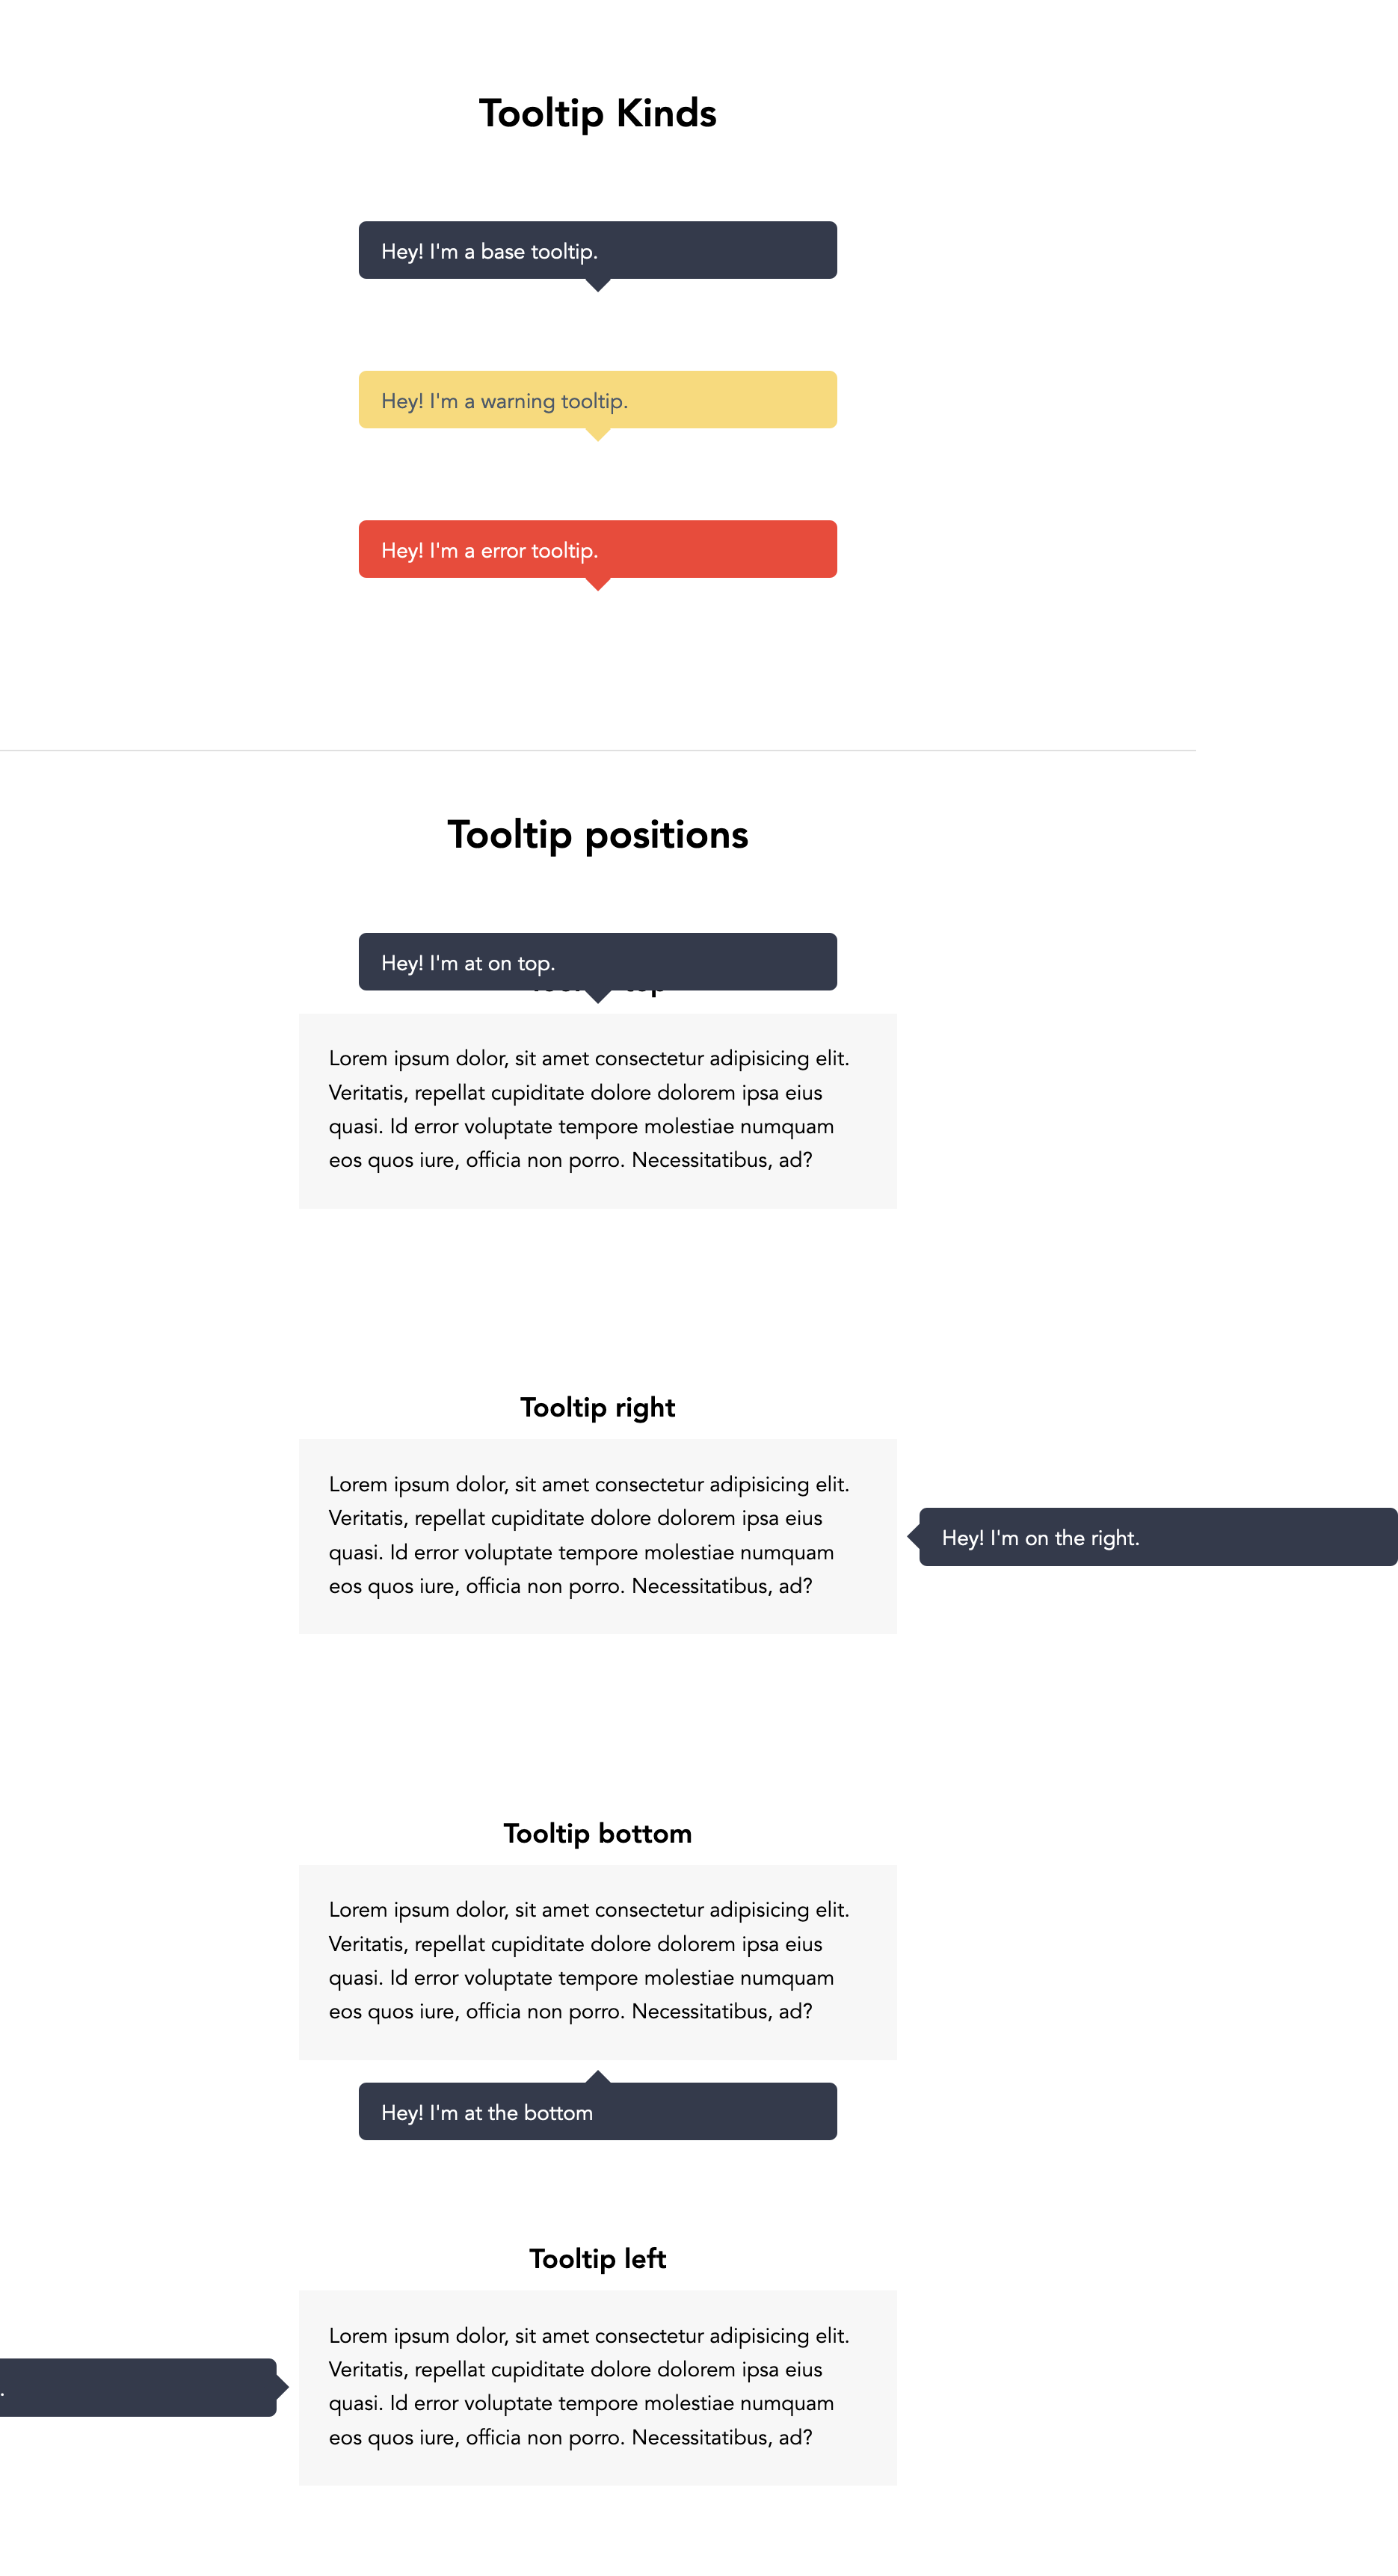 Tooltip Kinds
Hey! I'm a base tooltip.
Hey! I'm a warning tooltip.
Hey! I'm a error tooltip.
Tooltip positions
Hey! I'm at on top.
Lorem ipsum dolor, sit amet consectetur adipisicing elit.
Veritatis, repellat cupiditate dolore dolorem ipsa eius
quasi. Id error voluptate tempore molestiae numquam
eos quos iure, officia non porro. Necessitatibus, ad?
Tooltip right
Lorem ipsum dolor, sit amet consectetur adipisicing elit.
Veritatis, repellat cupiditate dolore dolorem ipsa eius
quasi. Id error voluptate tempore molestiae numquam
eos quos iure, officia non porro. Necessitatibus, ad?
Hey! I'm on the right.
Tooltip bottom
Lorem ipsum dolor, sit amet consectetur adipisicing elit.
Veritatis, repellat cupiditate dolore dolorem ipsa eius
quasi. Id error voluptate tempore molestiae numquam
eos quos iure, officia non porro. Necessitatibus, ad?
Hey! I'm at the bottom
Tooltip left
Lorem ipsum dolor, sit amet consectetur adipisicing elit.
Veritatis, repellat cupiditate dolore dolorem ipsa eius
quasi. Id error voluptate tempore molestiae numquam
eos quos iure, officia non porro. Necessitatibus, ad?